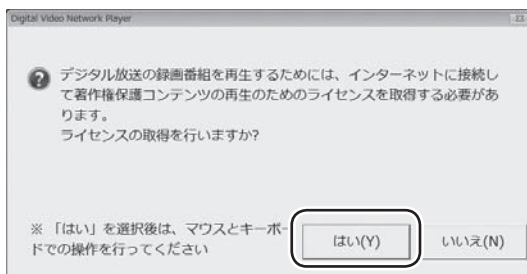 Digital Video Network Player
デジタル放送の録画番組を再生するためには、インターネットに接続し
て著作権保護コンテンツの再生のためのライセンスを取得する必要があ
ります。
ライセンスの取得を行いますか?
※ 「はい」を選択後は、マウスとキーボー
ドでの操作を行ってください
はい(Y)
いいえ(N)